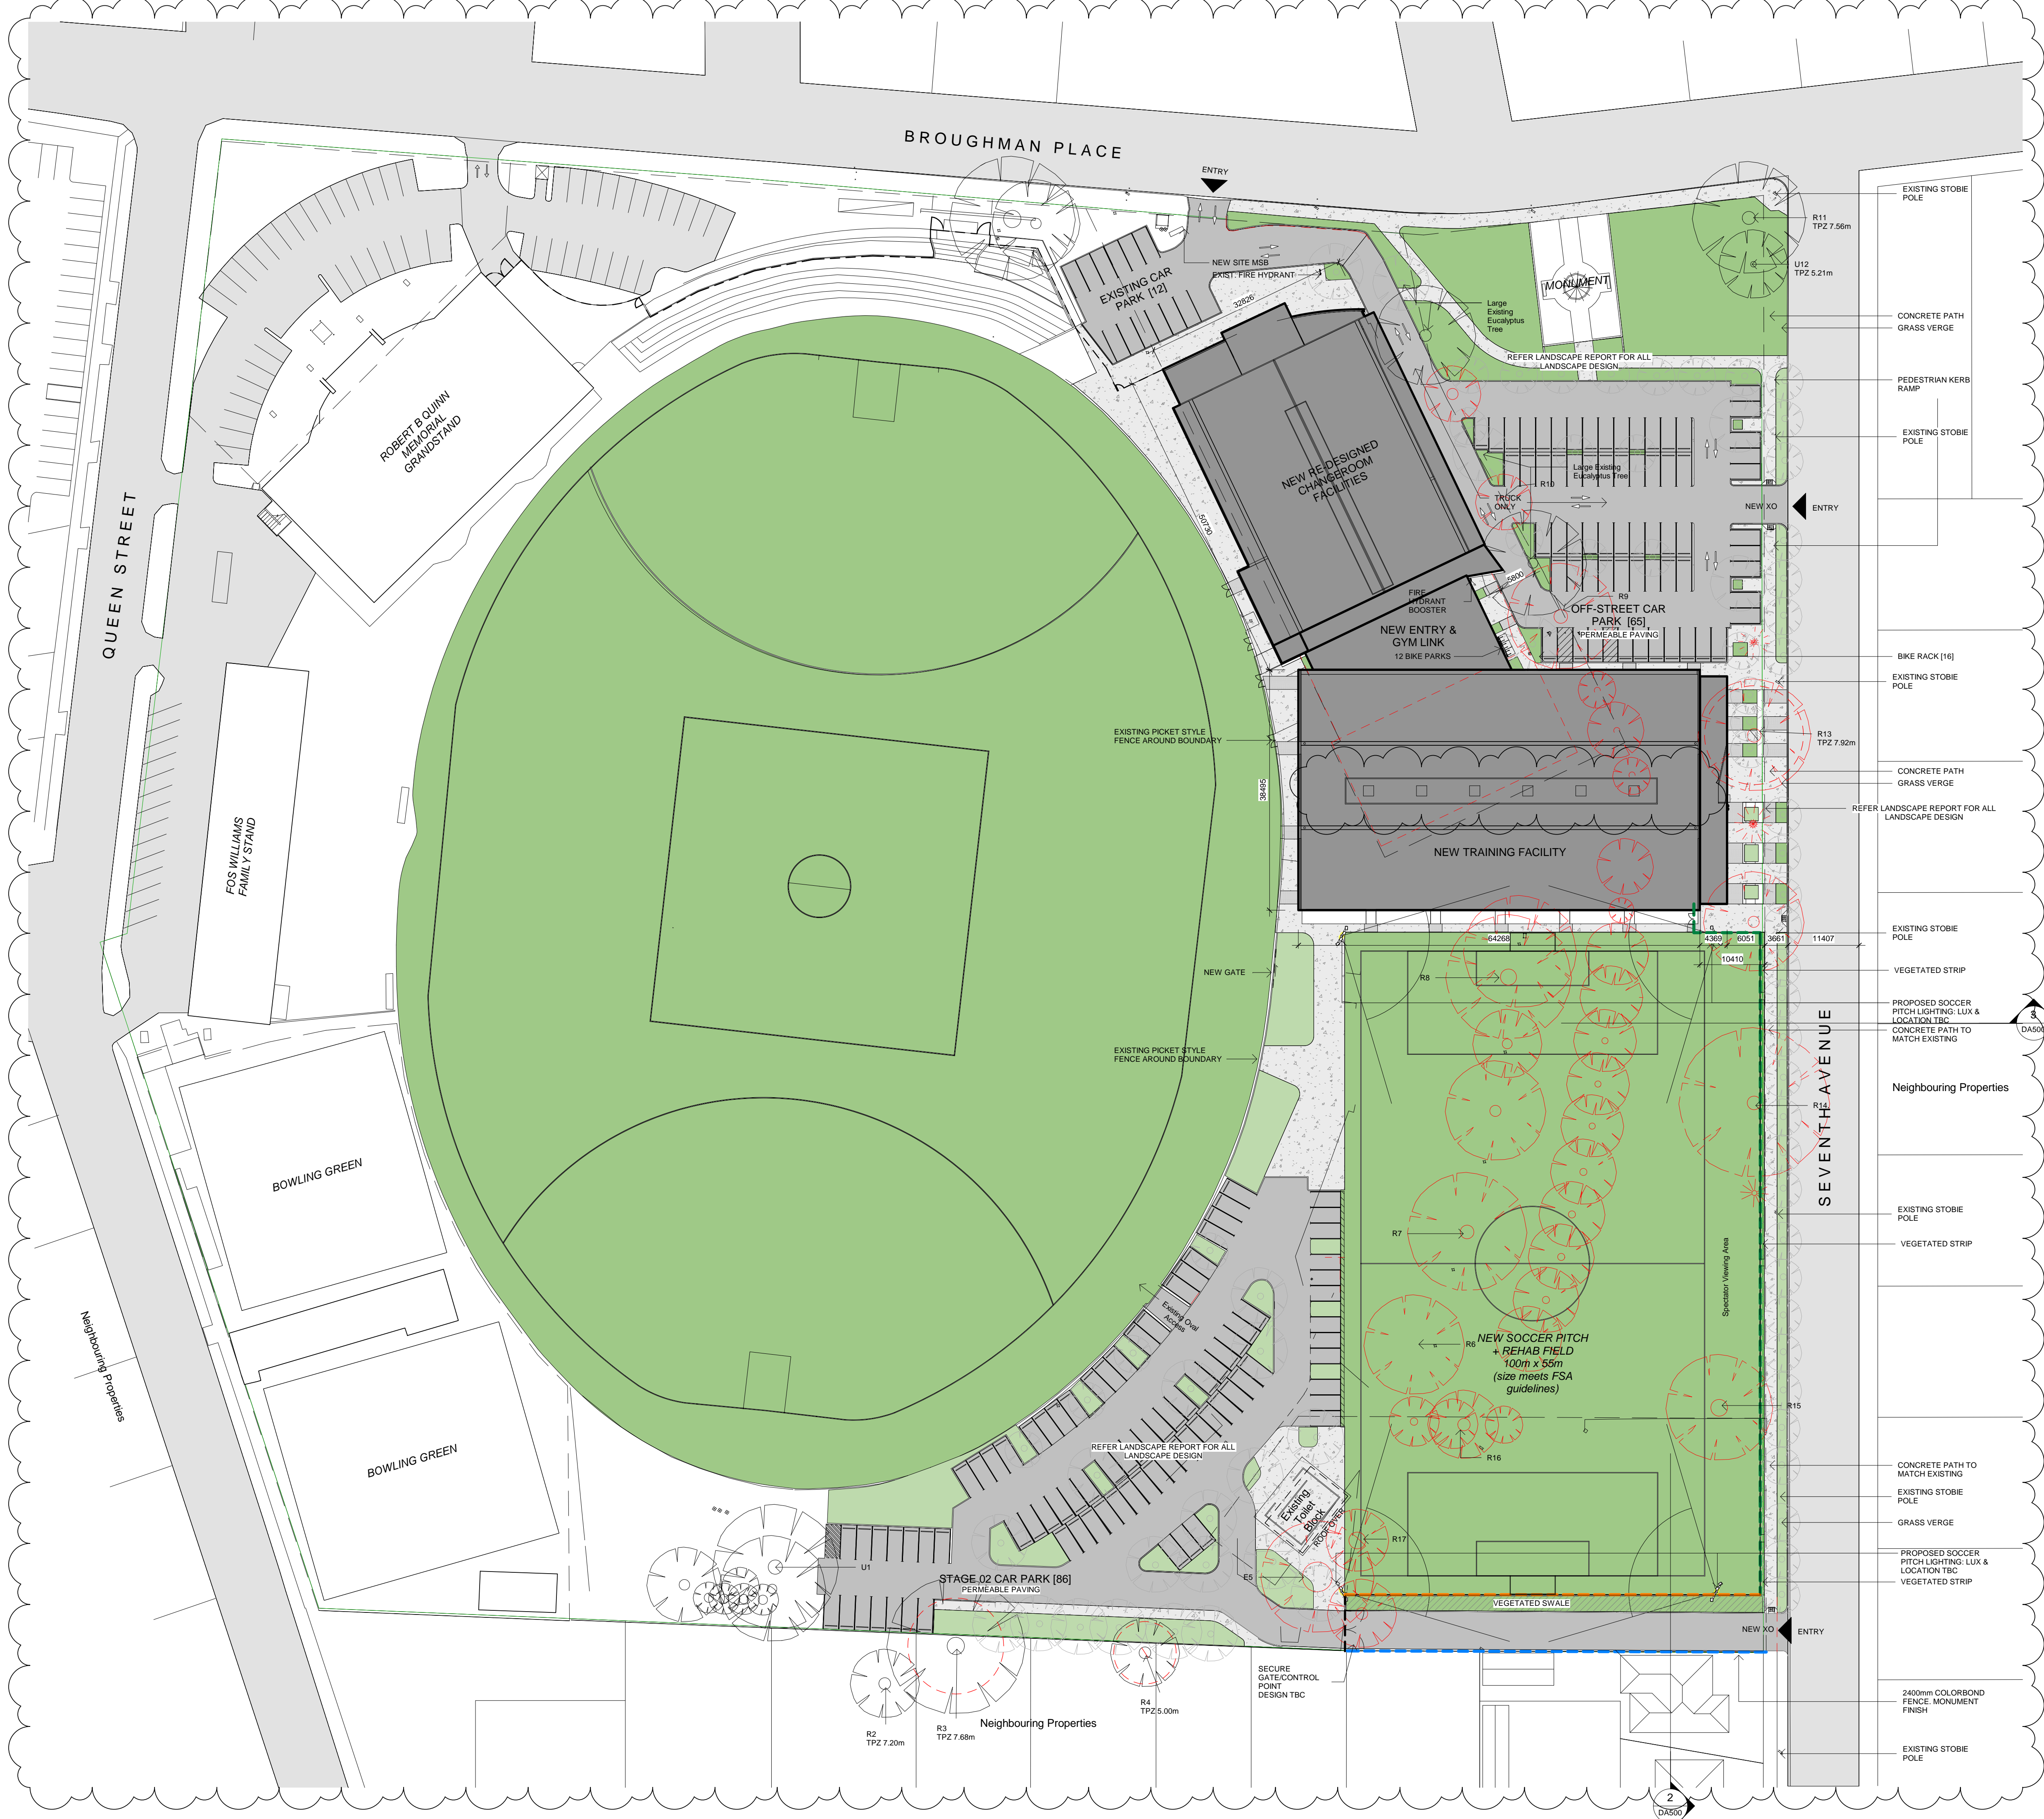 BROUGHMAN PLACE
ENTRY
EXISTING STOBIE
POLE
R11
TPZ 7.56m
U12
TPZ 5.21m
NEW SITE MSB
EXIST. FIRE HYDRANT
EXISTING CAR
PARK [12]
32826
MONUMENT
Large
Existing
Eucalyptus
Tree
CONCRETE PATH
GRASS VERGE
REFER LANDSCAPE REPORT FOR ALL
LANDSCAPE DESIGN
PEDESTRIAN KERB
RAMP
ROBERT B QUINN
MEMORIAL
GRANDSTAND
EXISTING STOBIE
POLE
NEW RE-DESIGNED
CHANGEROOM
FACILITIES
Large Existing
Eucalyptus Tree
R10
TRUCK
ONLY
NEW XO
ENTRY
QUEEN STREET
50730
5800
FIRE
HYDRANT
BOOSTER
R9
OFF-STREET CAR
PARK [65]
PERMEABLE PAVING
NEW ENTRY &
GYM LINK
12 BIKE PARKS
BIKE RACK [16]
EXISTING STOBIE
POLE
EXISTING PICKET STYLE
FENCE AROUND BOUNDARY
R13
TPZ 7.92m
CONCRETE PATH
GRASS VERGE
38495
REFER LANDSCAPE REPORT FOR ALL
LANDSCAPE DESIGN
FOS WILLIAMS
FAMILY STAND
NEW TRAINING FACILITY
EXISTING STOBIE
POLE
64268
4369
6051
3661
11407
10410
NEW GATE
R8
VEGETATED STRIP
PROPOSED SOCCER
PITCH LIGHTING: LUX &
LOCATION TBC
CONCRETE PATH TO
MATCH EXISTING
3
DA500
EXISTING PICKET STYLE
FENCE AROUND BOUNDARY
SEVENTH AVENUE
Neighbouring Properties
R14
BOWLING GREEN
EXISTING STOBIE
POLE
R7
VEGETATED STRIP
Spectator Viewing Area
Existing Oval
Access
Neighbouring Properties
R6
NEW SOCCER PITCH
+ REHAB FIELD
100m x 55m
(size meets FSA
guidelines)
R15
REFER LANDSCAPE REPORT FOR ALL
LANDSCAPE DESIGN
R16
BOWLING GREEN
CONCRETE PATH TO
MATCH EXISTING
EXISTING STOBIE
POLE
Existing
Toilet
Block
ROOF OVER
GRASS VERGE
R17
PROPOSED SOCCER
PITCH LIGHTING: LUX &
LOCATION TBC
U1
E5
STAGE 02 CAR PARK [86]
PERMEABLE PAVING
VEGETATED STRIP
VEGETATED SWALE
NEW XO
ENTRY
SECURE
GATE/CONTROL
POINT
DESIGN TBC
R4
TPZ 5.00m
2400mm COLORBOND
FENCE. MONUMENT
FINISH
R2
TPZ 7.20m
R3
TPZ 7.68m
Neighbouring Properties
EXISTING STOBIE
POLE
2
DA500